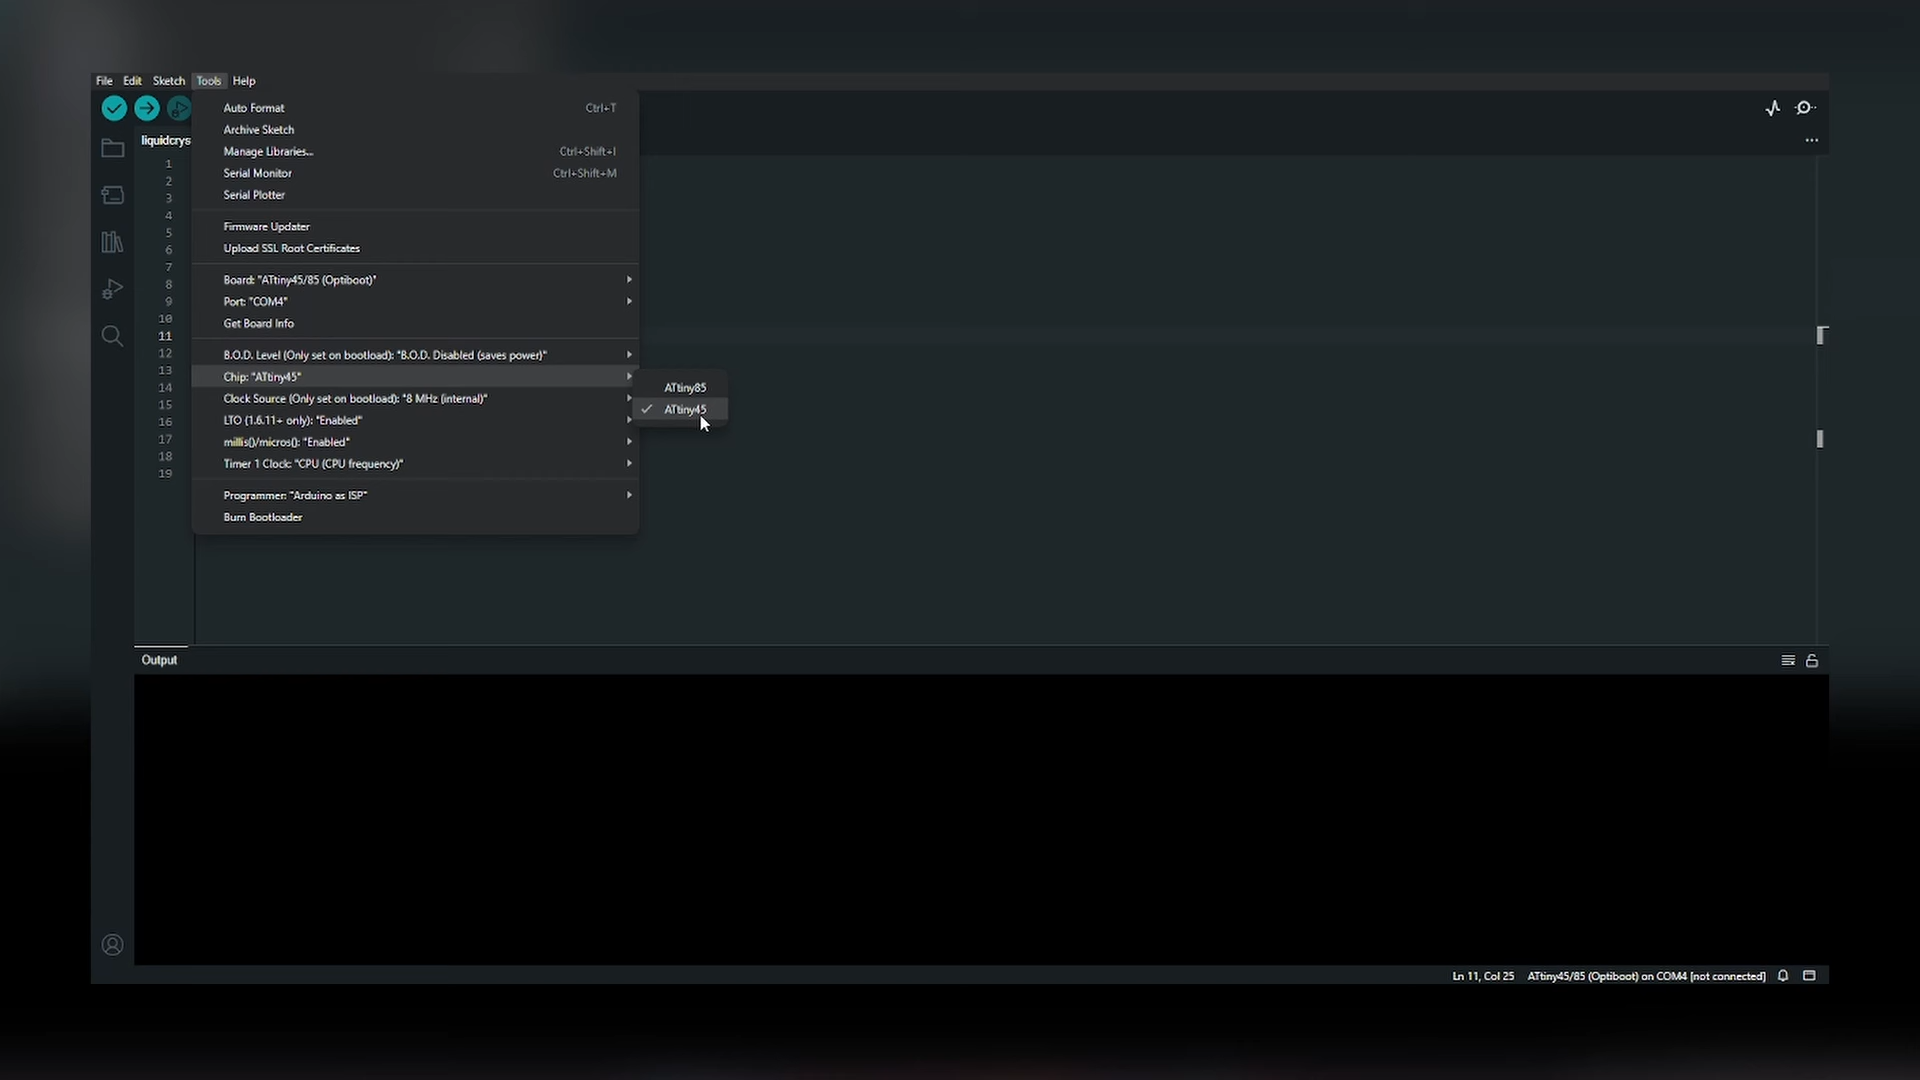 File Edit Sketch Tools Help
Auto Format Ctrl+T
Archive Sketch
Manage Libraries... Ctrl+Shift+I
Serial Monitor Ctrl+Shift+M
Serial Plotter
Firmware Updater
Upload SSL Root Certificates
Board: "ATtiny45/85 (Optiboot)"
Port: "COM4"
Get Board Info
B.O.D. Level (Only set on bootload): "B.O.D. Disabled (saves power)"
Chip: "ATtiny45"
Clock Source (Only set on bootload): "8 MHz (internal)"
LTO (1.6.11+ only): "Enabled"
millis()/micros(): "Enabled"
Timer 1 Clock: "CPU (CPU frequency)"
Programmer: "Arduino as ISP"
Burn Bootloader
ATtiny85
ATtiny45
liquidcrys
1
2
3
4
5
6
7
8
9
10
11
12
13
14
15
16
17
18
19
Output
Ln 11, Col 25 ATtiny45/85 (Optiboot) on COM4 [not connected]